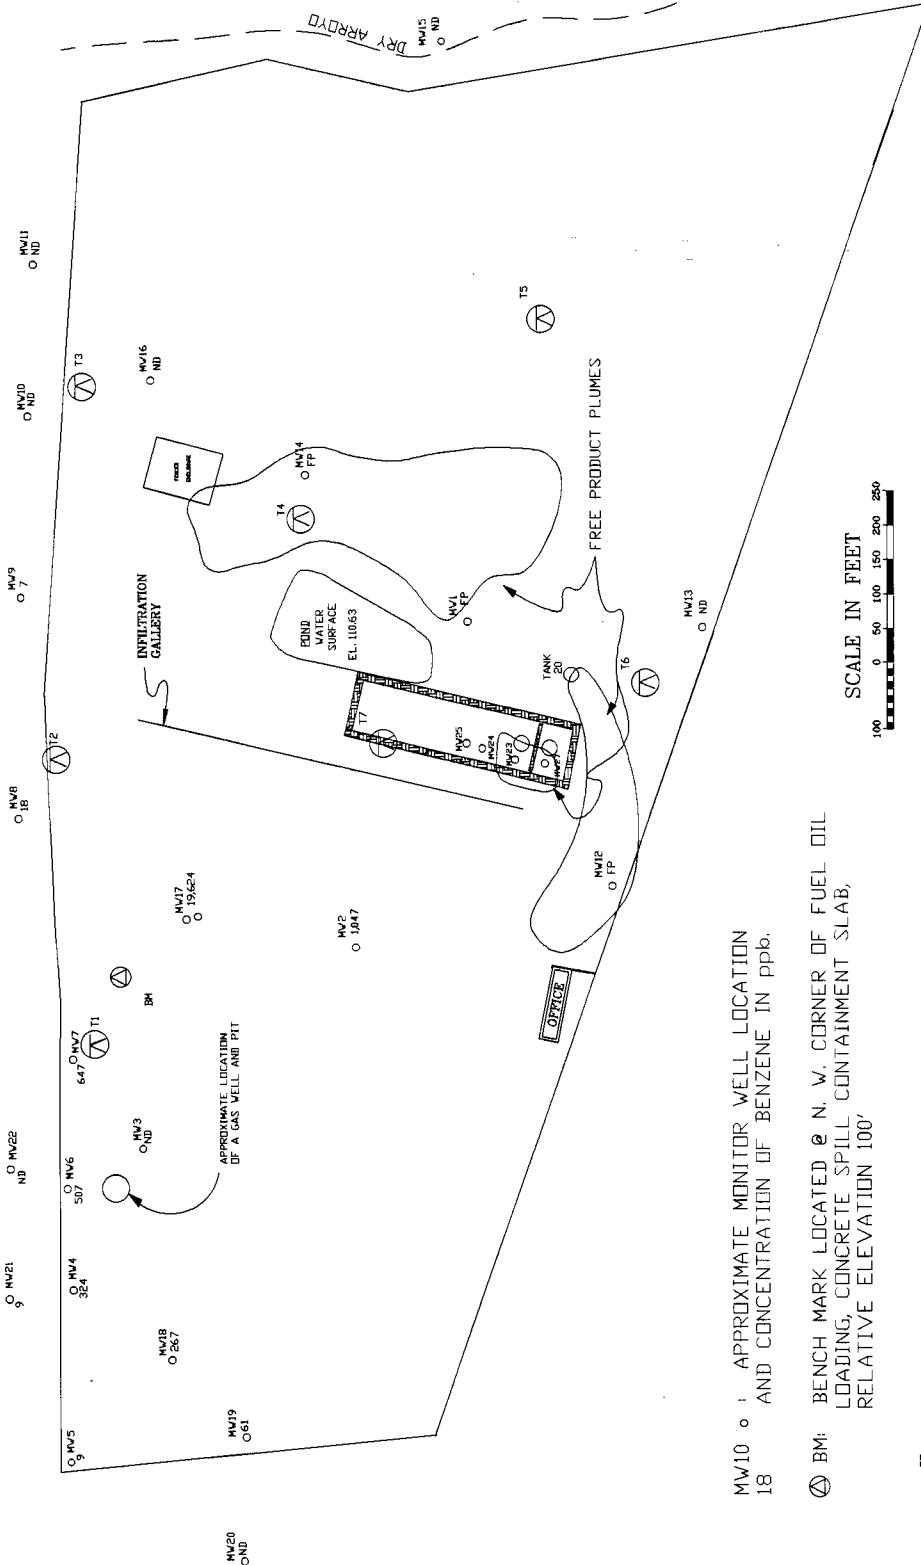 DRY ARROYO
MW15
ND
MW11
ND
MW10
ND
T3
MW16
ND
T5
MW9
7
INFILTRATION
GALLERY
MW14
FP
T4
FREE PRODUCT PLUMES
POND
WATER
SURFACE
EL. 110.63
MW1
FP
MW13
ND
TANK
20
T6
T2
T7
MW25
MW24
MW23
MW8
18
MW17
19,624
MW2
1,047
MW12
FP
OFFICE
BM
T1
MW7
647
APPROXIMATE LOCATION
OF A GAS WELL AND PIT
MW3
ND
MW22
ND
MW6
507
MW21
9
MW4
324
MW18
267
MW19
61
MW5
9
MW20
ND
SCALE IN FEET
100 0 50 100 150 200 250
MW10 o : APPROXIMATE MONITOR WELL LOCATION
18 AND CONCENTRATION OF BENZENE IN ppb.
BM: BENCH MARK LOCATED @ N. W. CORNER OF FUEL OIL
LOADING, CONCRETE SPILL CONTAINMENT SLAB,
RELATIVE ELEVATION 100'